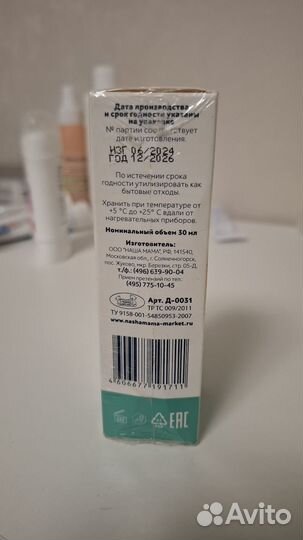 Дата производства
и срок годности указаны
на упаковке
№ партии соответствует
дате изготовления.
ИЗГ 06/2024
ГОД 12/2026
По истечении срока
годности утилизировать как
бытовые отходы.
Хранить при температуре от
+5 °С до +25° С вдали от
нагревательных приборов.
Номинальный объем 30 мл
Изготовитель:
ООО "НАША МАМА", РФ, 141540,
Московская обл., г. Солнечногорск,
пос. Жуково, мкр. Березки, стр. 05-Д,
т./ф. (496) 639-90-04
Прием претензий по тел.
(495) 775-10-45
Арт. Д-0031
ТР ТС 009/2011
ТУ 9158-001-54850953-2007
www.nashamama-market.ru
4606677191711
EAC
Avito